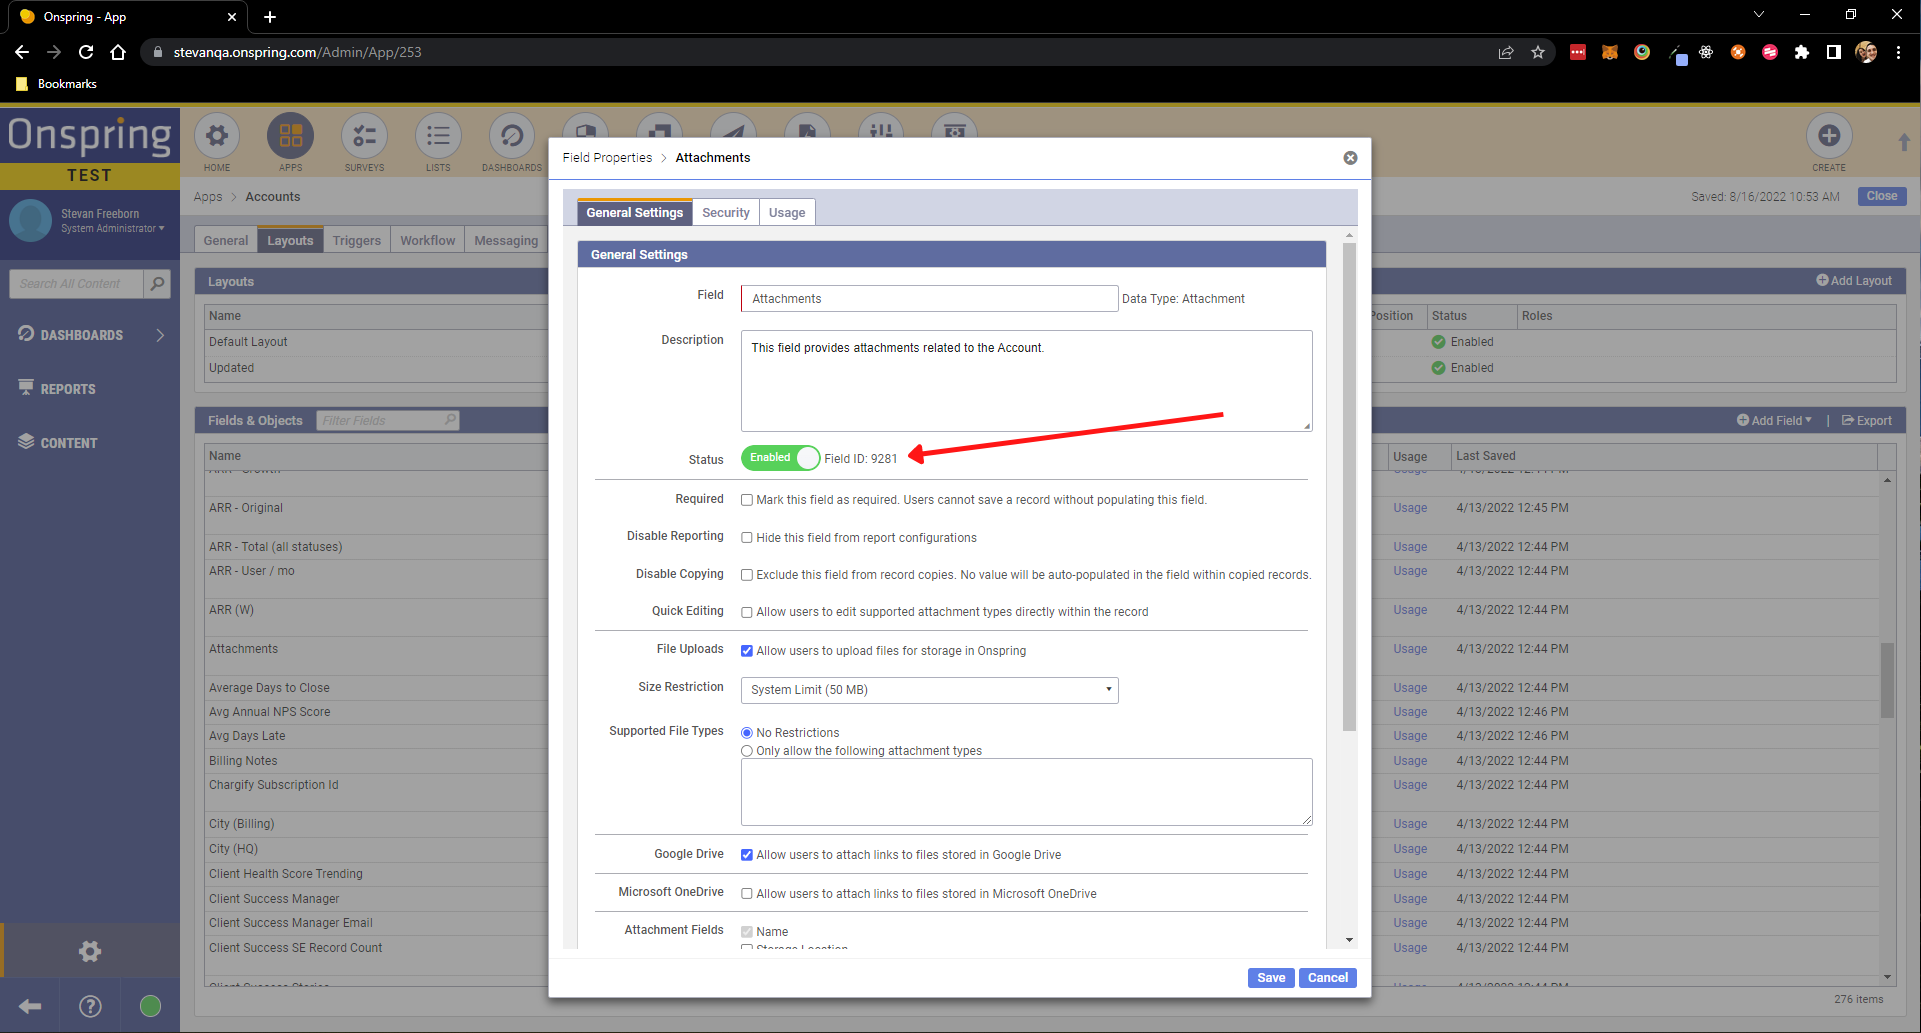 Onspring - App
stevanqa.onspring.com/Admin/App/253
Bookmarks
Onspring
TEST
HOME
APPS
SURVEYS
LISTS
DASHBOARDS
CREATE
Stevan Freeborn
System Administrator
Search All Content
DASHBOARDS
REPORTS
CONTENT
Apps > Accounts
Saved: 8/16/2022 10:53 AM
Close
General
Layouts
Triggers
Workflow
Messaging
Layouts
Add Layout
Name
Position
Status
Roles
Default Layout
Enabled
Updated
Enabled
Fields & Objects
Filter Fields
Add Field
|
Export
Name
Usage
Last Saved
ARR - Original
Usage
4/13/2022 12:45 PM
ARR - Total (all statuses)
Usage
4/13/2022 12:44 PM
ARR - User / mo
Usage
4/13/2022 12:44 PM
ARR (W)
Usage
4/13/2022 12:44 PM
Attachments
Usage
4/13/2022 12:44 PM
Average Days to Close
Usage
4/13/2022 12:44 PM
Avg Annual NPS Score
Usage
4/13/2022 12:46 PM
Avg Days Late
Usage
4/13/2022 12:46 PM
Billing Notes
Usage
4/13/2022 12:44 PM
Chargify Subscription Id
Usage
4/13/2022 12:44 PM
City (Billing)
Usage
4/13/2022 12:44 PM
City (HQ)
Usage
4/13/2022 12:44 PM
Client Health Score Trending
Usage
4/13/2022 12:44 PM
Client Success Manager
Usage
4/13/2022 12:44 PM
Client Success Manager Email
Usage
4/13/2022 12:44 PM
Client Success SE Record Count
Usage
4/13/2022 12:44 PM
276 items
Field Properties > Attachments
General Settings
Security
Usage
General Settings
Field
Attachments
Data Type: Attachment
Description
This field provides attachments related to the Account.
Status
Enabled
Field ID: 9281
Required
Mark this field as required. Users cannot save a record without populating this field.
Disable Reporting
Hide this field from report configurations
Disable Copying
Exclude this field from record copies. No value will be auto-populated in the field within copied records.
Quick Editing
Allow users to edit supported attachment types directly within the record
File Uploads
Allow users to upload files for storage in Onspring
Size Restriction
System Limit (50 MB)
Supported File Types
No Restrictions
Only allow the following attachment types
Google Drive
Allow users to attach links to files stored in Google Drive
Microsoft OneDrive
Allow users to attach links to files stored in Microsoft OneDrive
Attachment Fields
Name
Storage Location
Save
Cancel